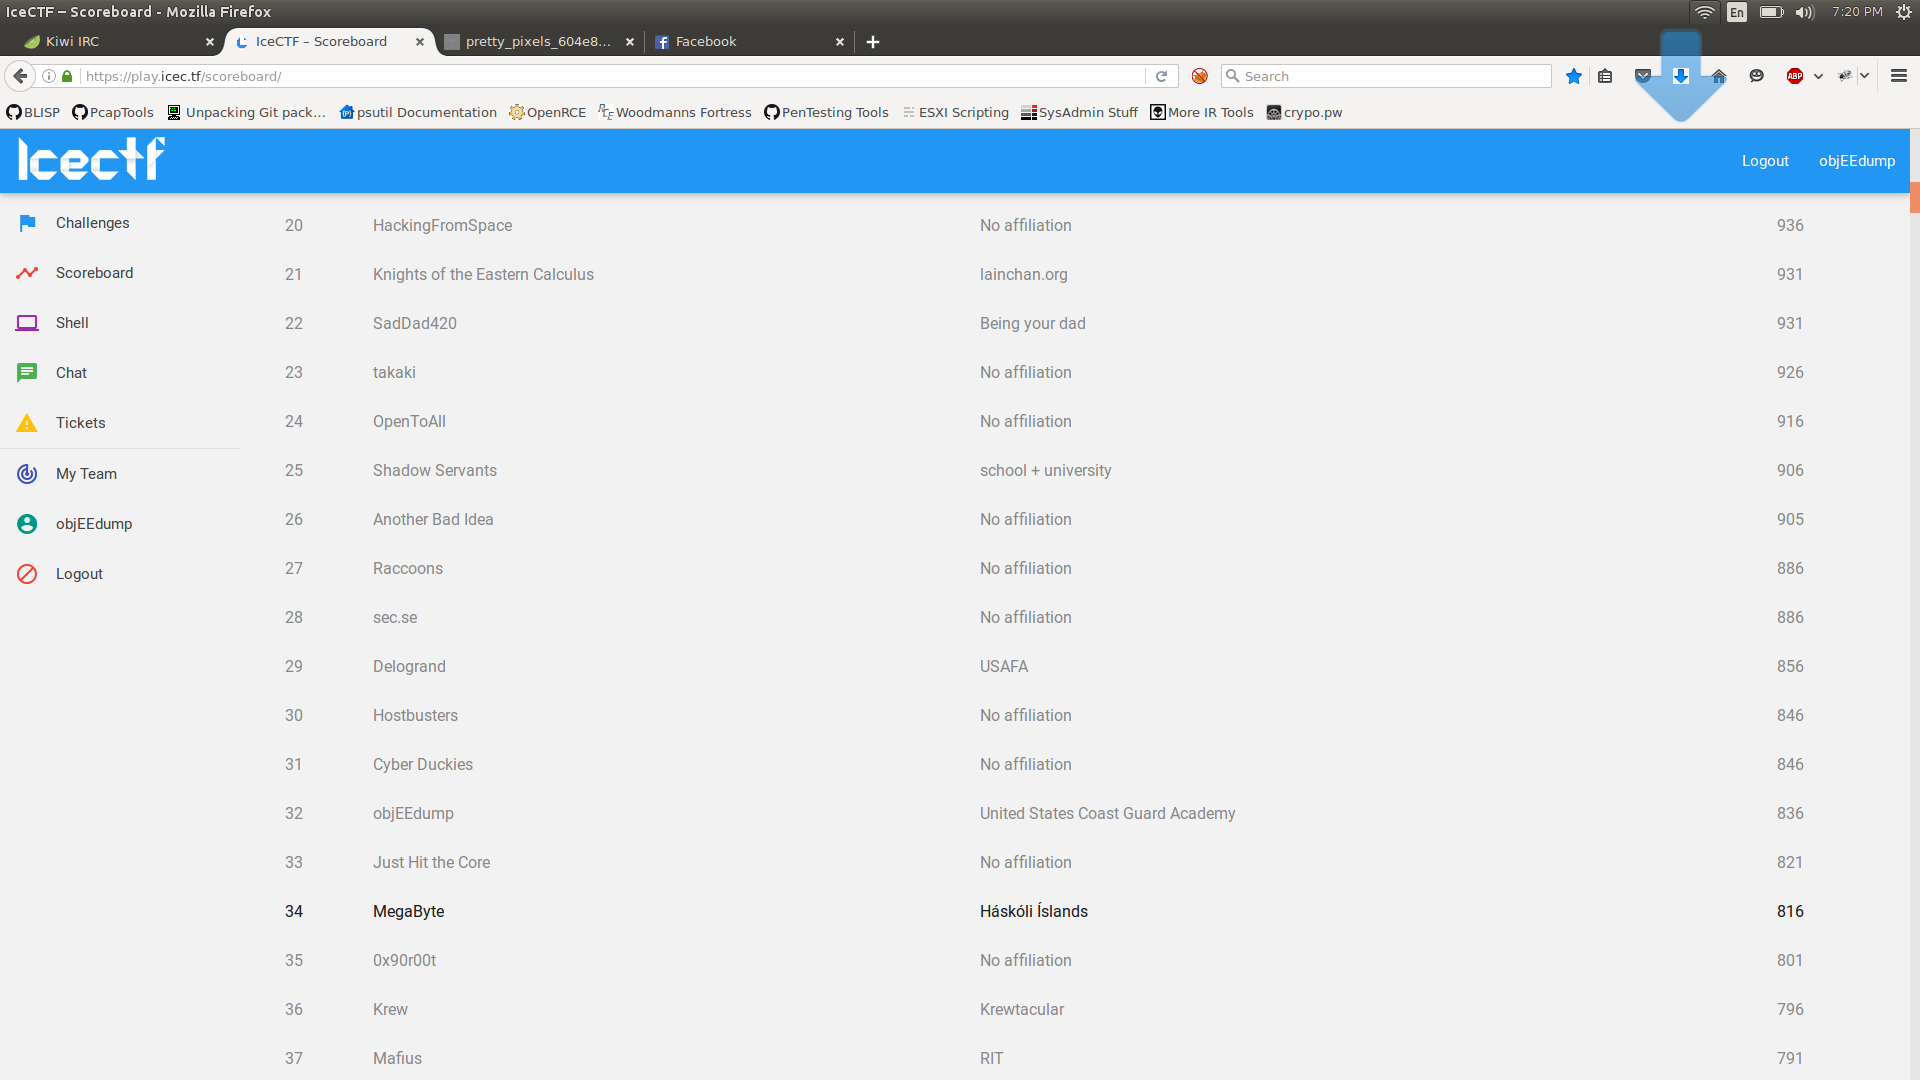 IceCTF – Scoreboard - Mozilla Firefox
En
7:20 PM
Kiwi IRC
IceCTF – Scoreboard
pretty_pixels_604e8...
Facebook
https://play.icec.tf/scoreboard/
Search
ABP
BLISP
PcapTools
Unpacking Git pack...
psutil Documentation
OpenRCE
Woodmanns Fortress
PenTesting Tools
ESXI Scripting
SysAdmin Stuff
More IR Tools
crypo.pw
Icectf
Logout
objEEdump
Challenges
Scoreboard
Shell
Chat
Tickets
My Team
objEEdump
Logout
20 HackingFromSpace No affiliation 936
21 Knights of the Eastern Calculus lainchan.org 931
22 SadDad420 Being your dad 931
23 takaki No affiliation 926
24 OpenToAll No affiliation 916
25 Shadow Servants school + university 906
26 Another Bad Idea No affiliation 905
27 Raccoons No affiliation 886
28 sec.se No affiliation 886
29 Delogrand USAFA 856
30 Hostbusters No affiliation 846
31 Cyber Duckies No affiliation 846
32 objEEdump United States Coast Guard Academy 836
33 Just Hit the Core No affiliation 821
34 MegaByte Háskóli Íslands 816
35 0x90r00t No affiliation 801
36 Krew Krewtacular 796
37 Mafius RIT 791